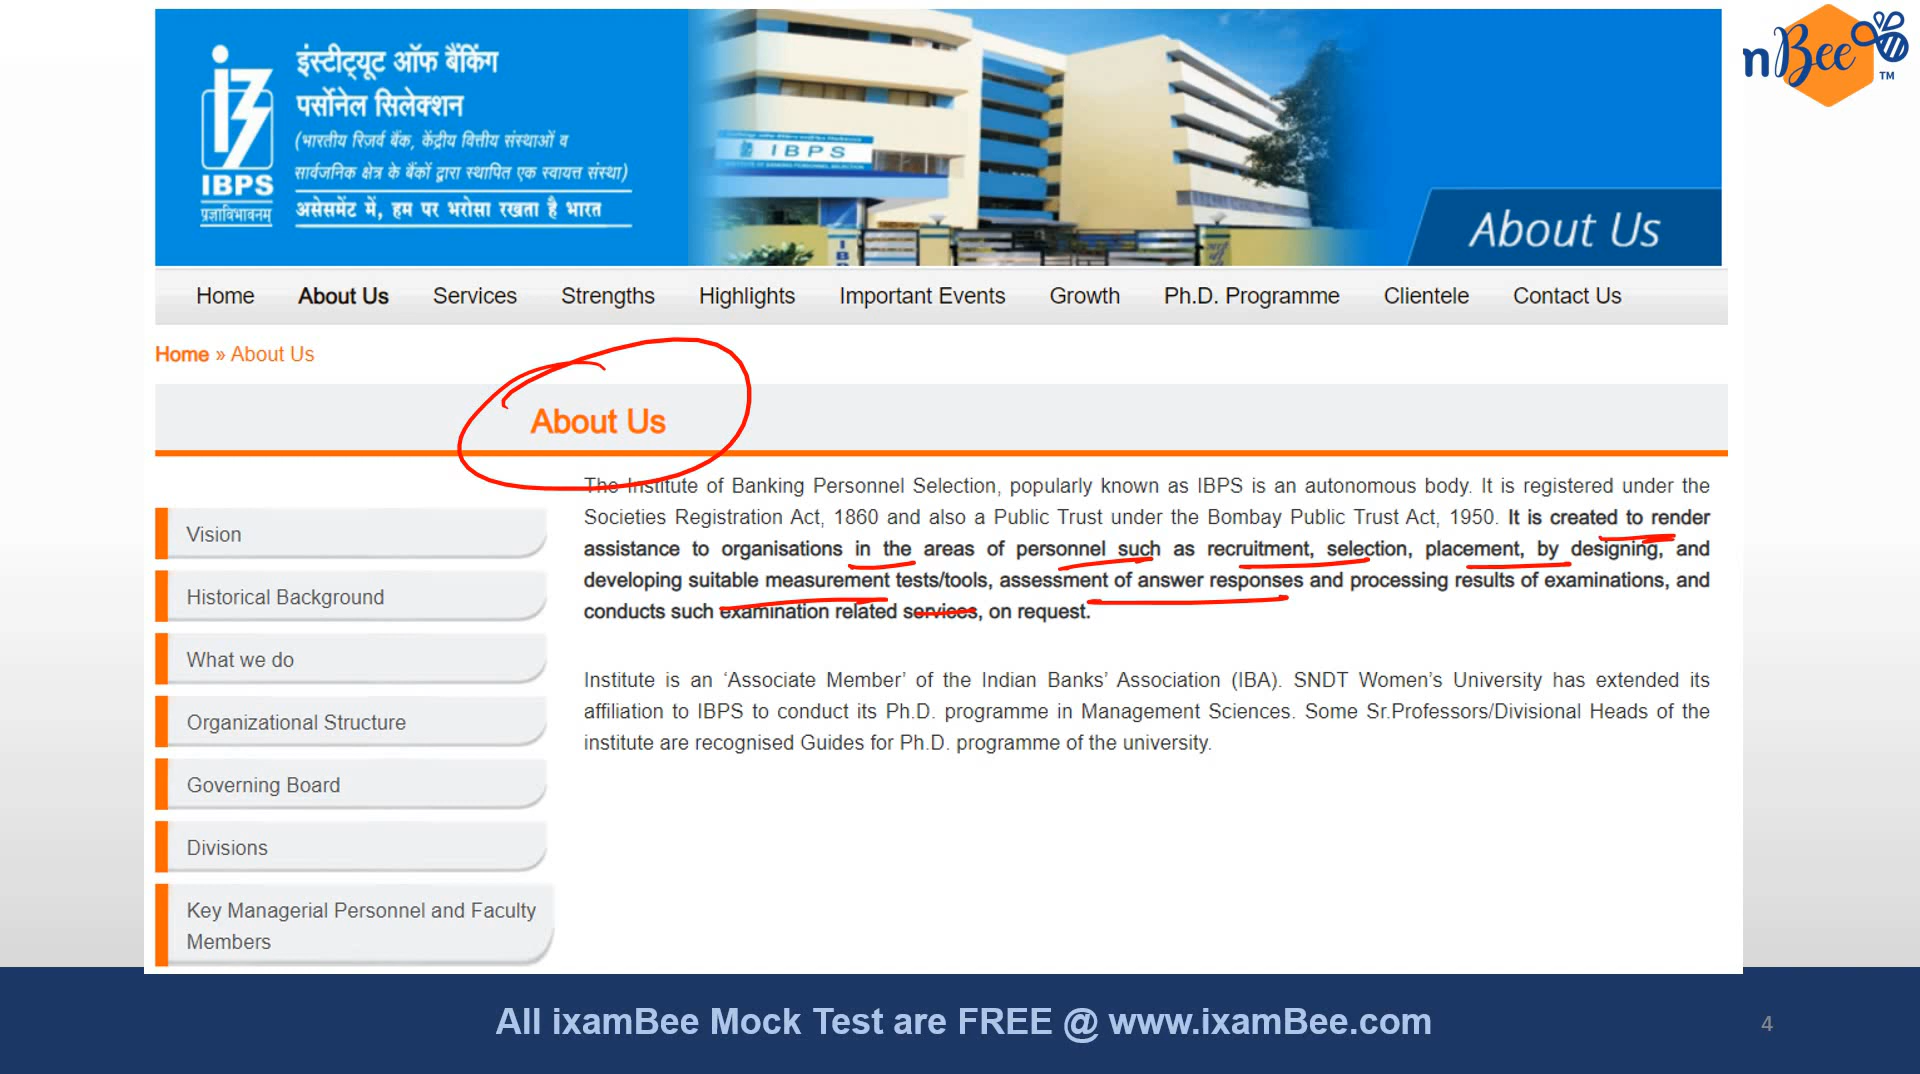 इंस्टीट्यूट ऑफ बैंकिंग
पर्सोनेल सिलेक्शन
(भारतीय रिज़र्व बैंक, केंद्रीय वित्तीय संस्थाओं व
सार्वजनिक क्षेत्र के बैंकों द्वारा स्थापित एक स्वायत्त संस्था)
असेसमेंट में, हम पर भरोसा रखता है भारत
IBPS
प्रज्ञाविभावनम्
IBPS
About Us
nBee
TM
Home About Us Services Strengths Highlights Important Events Growth Ph.D. Programme Clientele Contact Us
Home » About Us
About Us
The Institute of Banking Personnel Selection, popularly known as IBPS is an autonomous body. It is registered under the
Societies Registration Act, 1860 and also a Public Trust under the Bombay Public Trust Act, 1950. It is created to render
assistance to organisations in the areas of personnel such as recruitment, selection, placement, by designing, and
developing suitable measurement tests/tools, assessment of answer responses and processing results of examinations, and
conducts such examination related services, on request.
Institute is an ‘Associate Member’ of the Indian Banks’ Association (IBA). SNDT Women’s University has extended its
affiliation to IBPS to conduct its Ph.D. programme in Management Sciences. Some Sr.Professors/Divisional Heads of the
institute are recognised Guides for Ph.D. programme of the university.
Vision
Historical Background
What we do
Organizational Structure
Governing Board
Divisions
Key Managerial Personnel and Faculty
Members
All ixamBee Mock Test are FREE @ www.ixamBee.com
4